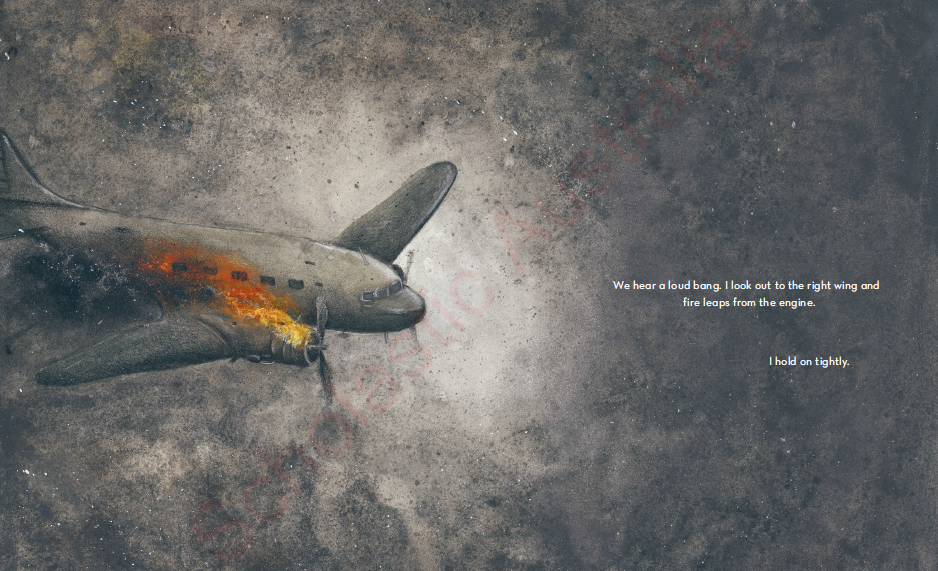 We hear a loud bang. I look out to the right wing and
fire leaps from the engine.
I hold on tightly.
Scholastic Australia